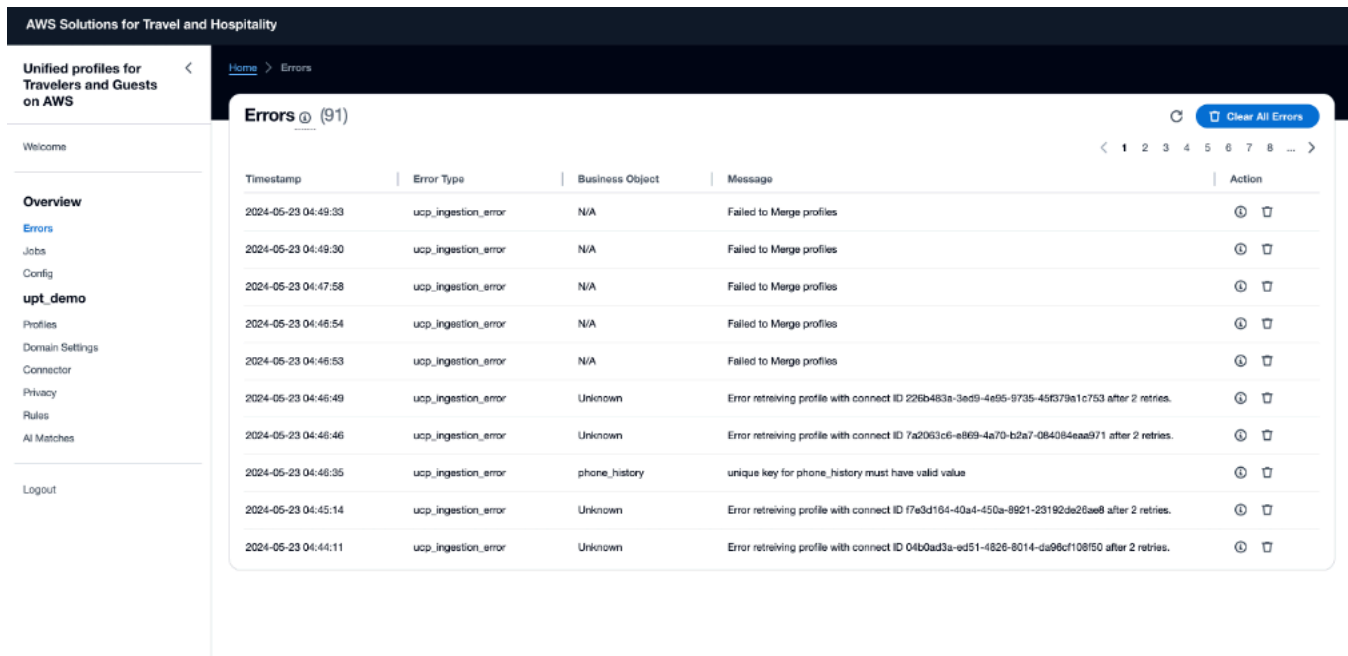 AWS Solutions for Travel and Hospitality
Unified profiles for
Travelers and Guests
on AWS
Welcome
Overview
Errors
Jobs
Config
upt_demo
Profiles
Domain Settings
Connector
Privacy
Rules
AI Matches
Logout
Home > Errors
Errors (91)
Clear All Errors
1 2 3 4 5 6 7 8 ...
Timestamp Error Type Business Object Message Action
2024-05-23 04:49:33 ucp_ingestion_error N/A Failed to Merge profiles
2024-05-23 04:49:30 ucp_ingestion_error N/A Failed to Merge profiles
2024-05-23 04:47:58 ucp_ingestion_error N/A Failed to Merge profiles
2024-05-23 04:46:54 ucp_ingestion_error N/A Failed to Merge profiles
2024-05-23 04:46:53 ucp_ingestion_error N/A Failed to Merge profiles
2024-05-23 04:46:49 ucp_ingestion_error Unknown Error retreiving profile with connect ID 226b483a-3ed9-4e95-9735-45f379a1c753 after 2 retries.
2024-05-23 04:46:46 ucp_ingestion_error Unknown Error retreiving profile with connect ID 7a2063c6-e869-4a70-b2a7-084084eaa971 after 2 retries.
2024-05-23 04:46:35 ucp_ingestion_error phone_history unique key for phone_history must have valid value
2024-05-23 04:45:14 ucp_ingestion_error Unknown Error retreiving profile with connect ID f7e3d164-40a4-450a-8921-23192de26ae8 after 2 retries.
2024-05-23 04:44:11 ucp_ingestion_error Unknown Error retreiving profile with connect ID 04b0ad3a-ed51-4826-8014-da96cf108f50 after 2 retries.